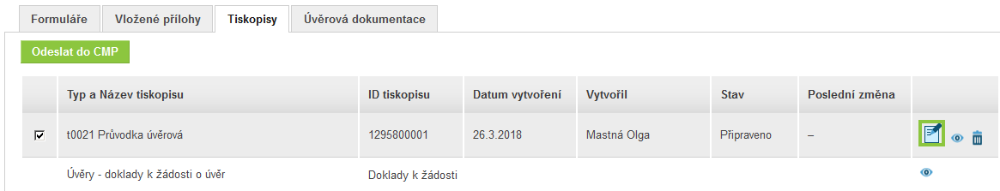 Formuláře Vložené přílohy Tiskopisy Úvěrová dokumentace
Odeslat do CMP
Typ a Název tiskopisu ID tiskopisu Datum vytvoření Vytvořil Stav Poslední změna
t0021 Průvodka úvěrová 1295800001 26.3.2018 Mastná Olga Připraveno –
Úvěry - doklady k žádosti o úvěr Doklady k žádosti